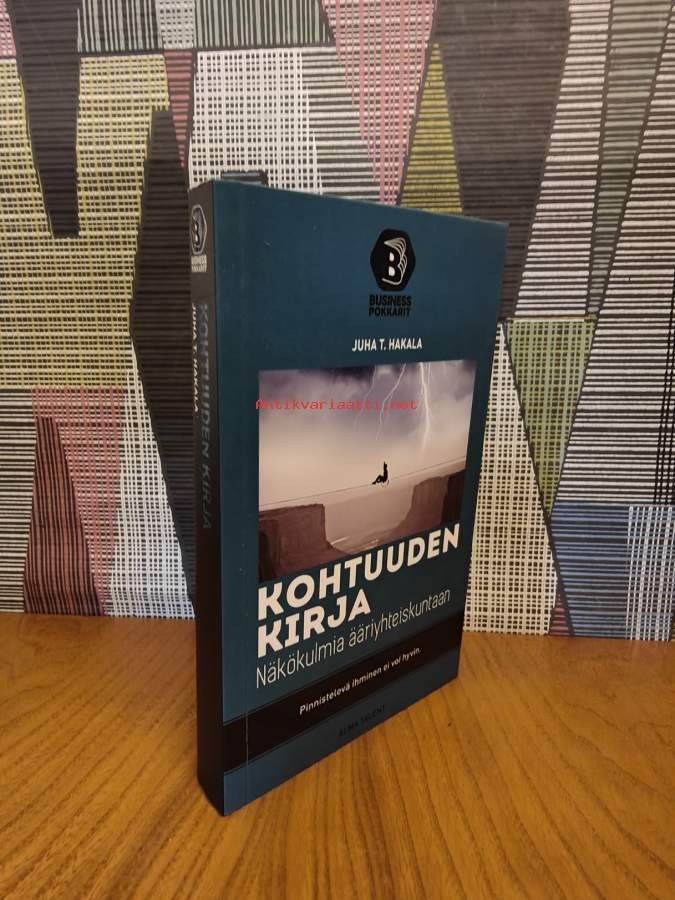 B
BUSINESS
POKKARIT
JUHA T. HAKALA
Antikvariaatti.net
KOHTUUDEN
KIRJA
Näkökulmia ääriyhteiskuntaan
Pinnistelevä ihminen ei voi hyvin.
ALMA TALENT
B
BUSINESS
POKKARIT
JUHA T. HAKALA
KOHTUUDEN KIRJA